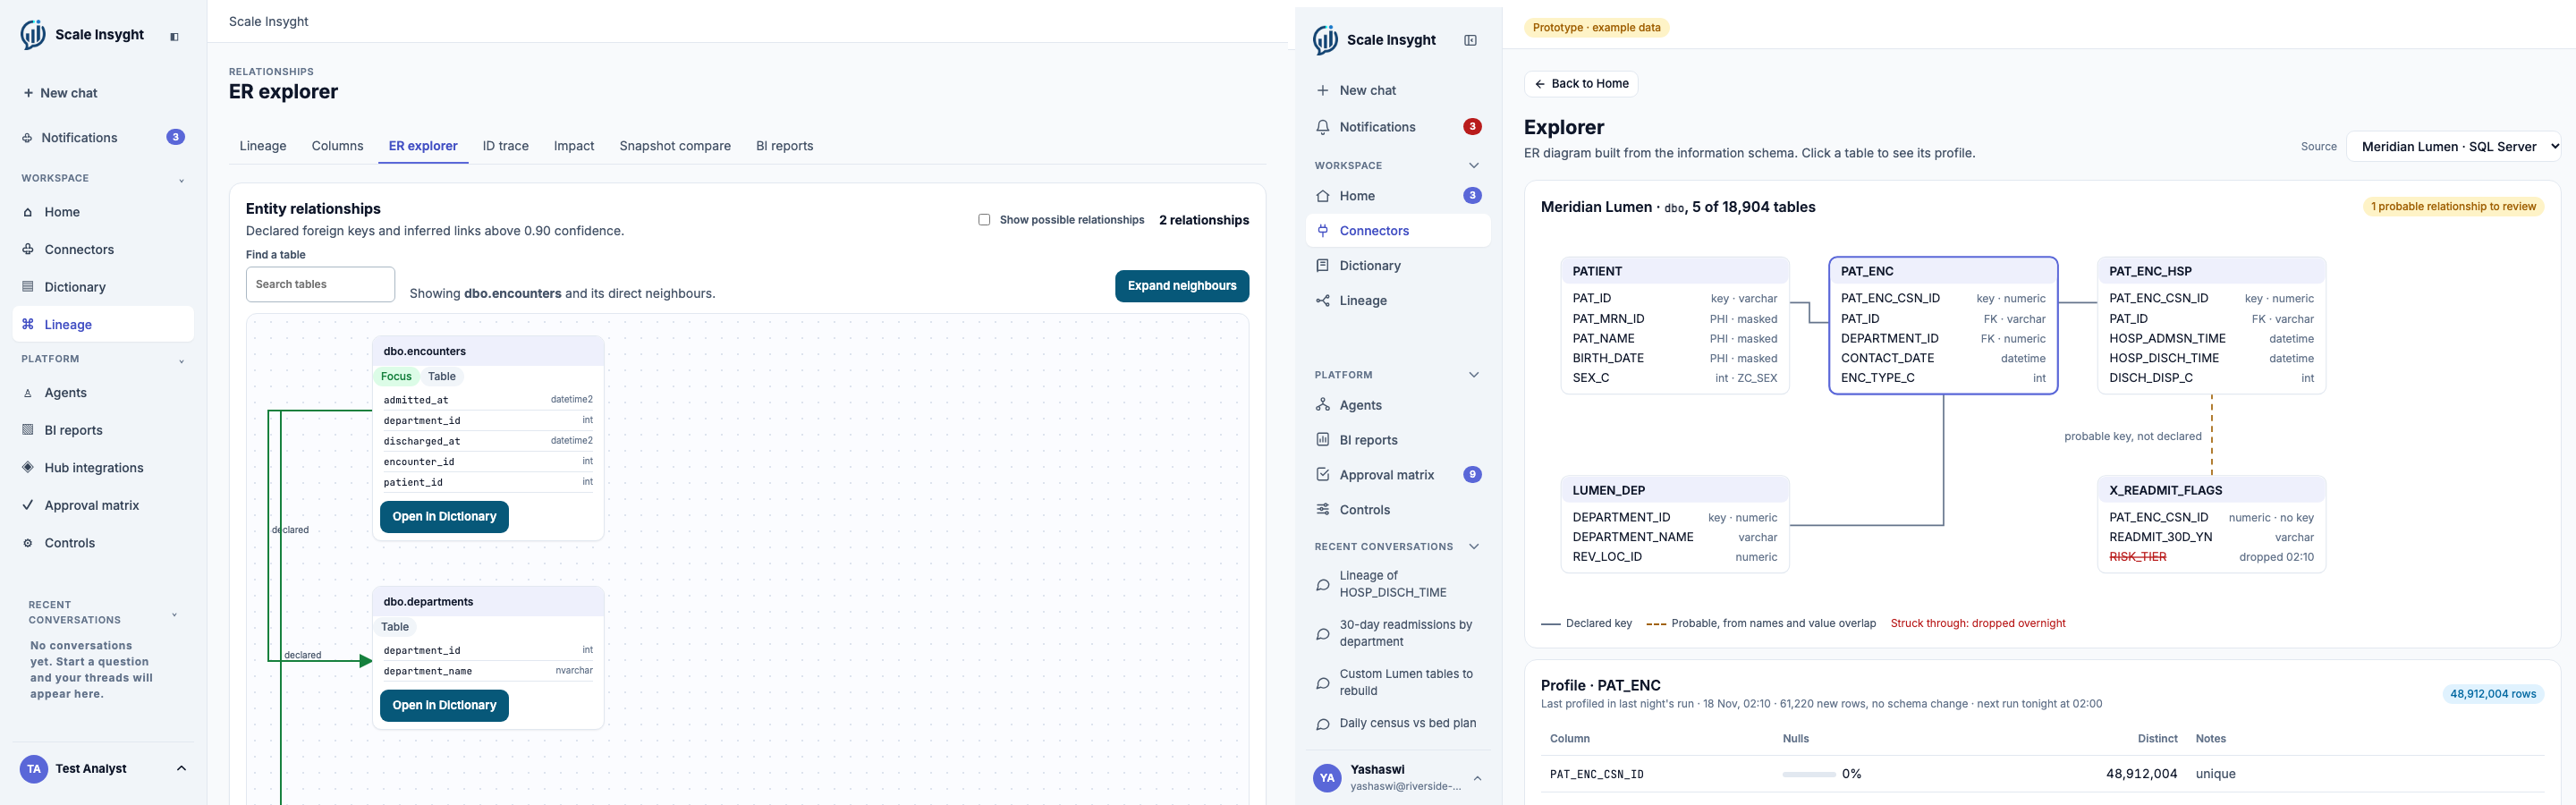 Scale Insyght
+ New chat
Notifications 3
WORKSPACE
Home
Connectors
Dictionary
Lineage
PLATFORM
Agents
BI reports
Hub integrations
Approval matrix
Controls
RECENT
CONVERSATIONS
No conversations
yet. Start a question
and your threads will
appear here.
TA Test Analyst
Scale Insyght
RELATIONSHIPS
ER explorer
Lineage Columns ER explorer ID trace Impact Snapshot compare BI reports
Entity relationships
Declared foreign keys and inferred links above 0.90 confidence.
Show possible relationships 2 relationships
Find a table
Search tables
Showing dbo.encounters and its direct neighbours.
Expand neighbours
dbo.encounters
Focus Table
admitted_at datetime2
department_id int
discharged_at datetime2
encounter_id int
patient_id int
Open in Dictionary
declared
dbo.departments
Table
department_id int
department_name nvarchar
Open in Dictionary
declared
Scale Insyght
+ New chat
Notifications 3
WORKSPACE
Home 3
Connectors
Dictionary
Lineage
PLATFORM
Agents
BI reports
Approval matrix 9
Controls
RECENT CONVERSATIONS
Lineage of
HOSP_DISCH_TIME
30-day readmissions by
department
Custom Lumen tables to
rebuild
Daily census vs bed plan
YA Yashaswi
yashaswi@riverside-...
Prototype · example data
← Back to Home
Explorer
ER diagram built from the information schema. Click a table to see its profile.
Source Meridian Lumen · SQL Server
Meridian Lumen · dbo, 5 of 18,904 tables
1 probable relationship to review
PATIENT
PAT_ID key · varchar
PAT_MRN_ID PHI · masked
PAT_NAME PHI · masked
BIRTH_DATE PHI · masked
SEX_C int · ZC_SEX
PAT_ENC
PAT_ENC_CSN_ID key · numeric
PAT_ID FK · varchar
DEPARTMENT_ID FK · numeric
CONTACT_DATE datetime
ENC_TYPE_C int
PAT_ENC_HSP
PAT_ENC_CSN_ID key · numeric
PAT_ID FK · varchar
HOSP_ADMSN_TIME datetime
HOSP_DISCH_TIME datetime
DISCH_DISP_C int
probable key, not declared
LUMEN_DEP
DEPARTMENT_ID key · numeric
DEPARTMENT_NAME varchar
REV_LOC_ID numeric
X_READMIT_FLAGS
PAT_ENC_CSN_ID numeric · no key
READMIT_30D_YN varchar
RISK_TIER dropped 02:10
Declared key Probable, from names and value overlap Struck through: dropped overnight
Profile · PAT_ENC
Last profiled in last night's run · 18 Nov, 02:10 · 61,220 new rows, no schema change · next run tonight at 02:00
48,912,004 rows
Column Nulls Distinct Notes
PAT_ENC_CSN_ID 0% 48,912,004 unique